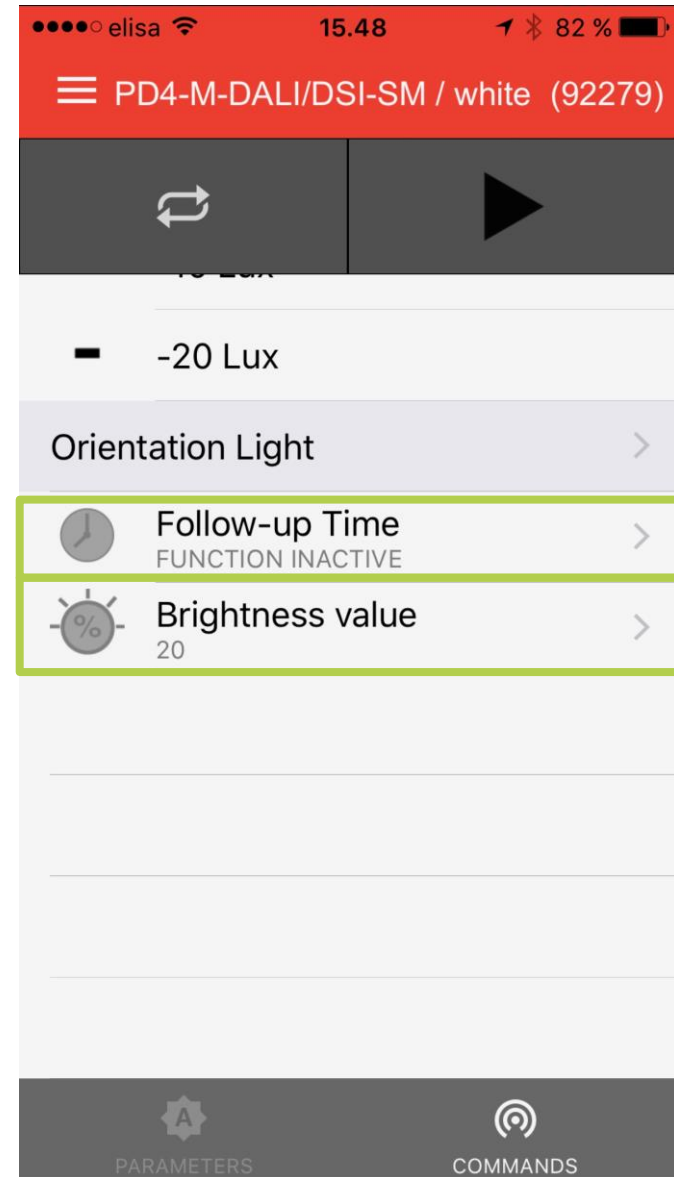 elisa 15.48 82 %
PD4-M-DALI/DSI-SM / white (92279)
-20 Lux
Orientation Light
Follow-up Time
FUNCTION INACTIVE
% Brightness value
20
A
PARAMETERS COMMANDS